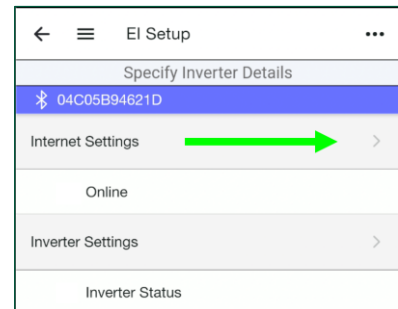 EI Setup
Specify Inverter Details
04C05B94621D
Internet Settings
Online
Inverter Settings
Inverter Status